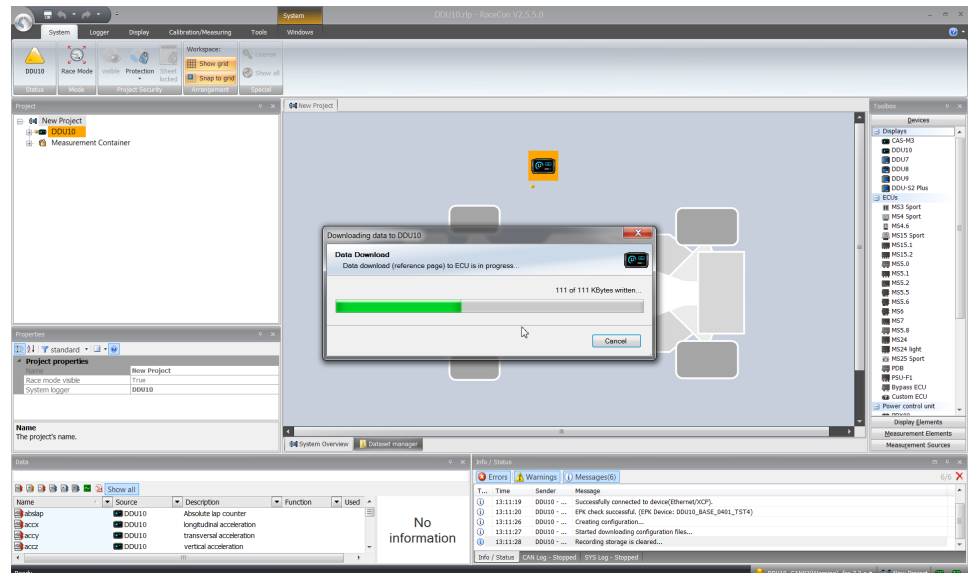 System
DDU10.rlp - RaceCon V2.5.5.0
System Logger Display Calibration/Measuring Tools Windows
DDU10
Race Mode
visible
Protection
Sheet locked
Workspace:
Show grid
Snap to grid
License
Show all
Status Mode Project Security Arrangement Special
Project
New Project
DDU10
Measurement Container
New Project
Toolbox
Devices
Displays
CAS-M3
DDU10
DDU7
DDU8
DDU9
DDU-S2 Plus
ECUs
MS3 Sport
MS4 Sport
MS4.6
MS15 Sport
MS15.1
MS15.2
MS5.0
MS5.1
MS5.2
MS5.5
MS5.6
MS6
MS7
MS5.8
MS24
MS24 light
MS25 Sport
PDB
PSU-F1
Bypass ECU
Custom ECU
Power control unit
Display Elements
Measurement Elements
Measurement Sources
Downloading data to DDU10
Data Download
Data download (reference page) to ECU is in progress...
111 of 111 KBytes written...
Cancel
Properties
standard
Project properties
Name New Project
Race mode visible True
System logger DDU10
Name
The project's name.
System Overview Dataset manager
Data
Show all
Name Source Description Function Used
abslap DDU10 Absolute lap counter
accx DDU10 longitudinal acceleration
accy DDU10 transversal acceleration
accz DDU10 vertical acceleration
No
information
Info / Status
Errors Warnings Messages(6) 6/6
T... Time Sender Message
13:11:19 DDU10 - ... Successfully connected to device(Ethernet/XCP).
13:11:20 DDU10 - ... EPK check successful. (EPK Device: DDU10_BASE_0401_TST4)
13:11:26 DDU10 - ... Creating configuration...
13:11:27 DDU10 - ... Started downloading configuration files...
13:11:28 DDU10 - ... Recording storage is cleared...
Info / Status CAN Log - Stopped SYS Log - Stopped